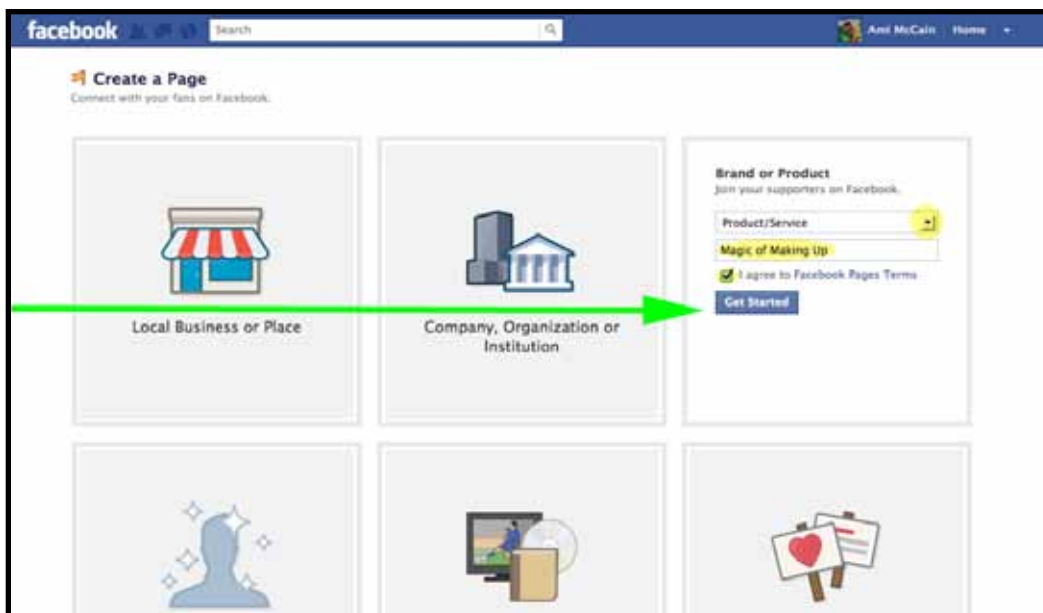 facebook
Search
Ami McCain Home
Create a Page
Connect with your fans on Facebook.
Brand or Product
Join your supporters on Facebook.
Product/Service
Magic of Making Up
I agree to Facebook Pages Terms
Get Started
Local Business or Place
Company, Organization or
Institution